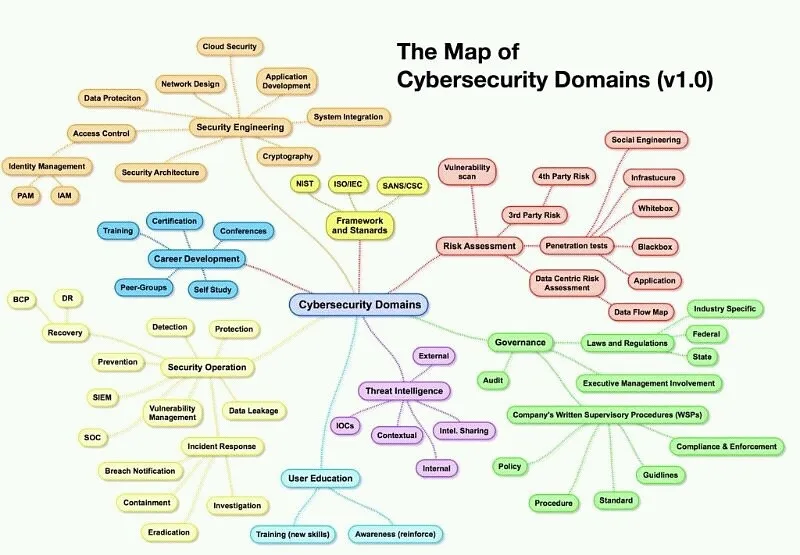 The Map of
Cybersecurity Domains (v1.0)
Cloud Security
Network Design
Application
Development
Data Proteciton
System Integration
Security Engineering
Access Control
Cryptography
Identity Management
Security Architecture
PAM
IAM
NIST
ISO/IEC
SANS/CSC
Framework
and Stanards
Social Engineering
Vulnerability
scan
4th Party Risk
Infrastucure
3rd Party Risk
Whitebox
Risk Assessment
Penetration tests
Blackbox
Data Centric Risk
Assessment
Application
Data Flow Map
Certification
Training
Conferences
Career Development
Peer-Groups
Self Study
Cybersecurity Domains
BCP
DR
Recovery
Detection
Protection
Prevention
Security Operation
SIEM
Vulnerability
Management
Data Leakage
SOC
Incident Response
Breach Notification
Containment
Investigation
Eradication
External
Threat Intelligence
IOCs
Contextual
Intel. Sharing
Internal
User Education
Training (new skills)
Awareness (reinforce)
Industry Specific
Governance
Laws and Regulations
Federal
State
Audit
Executive Management Involvement
Company's Written Supervisory Procedures (WSPs)
Compliance & Enforcement
Policy
Guidlines
Procedure
Standard